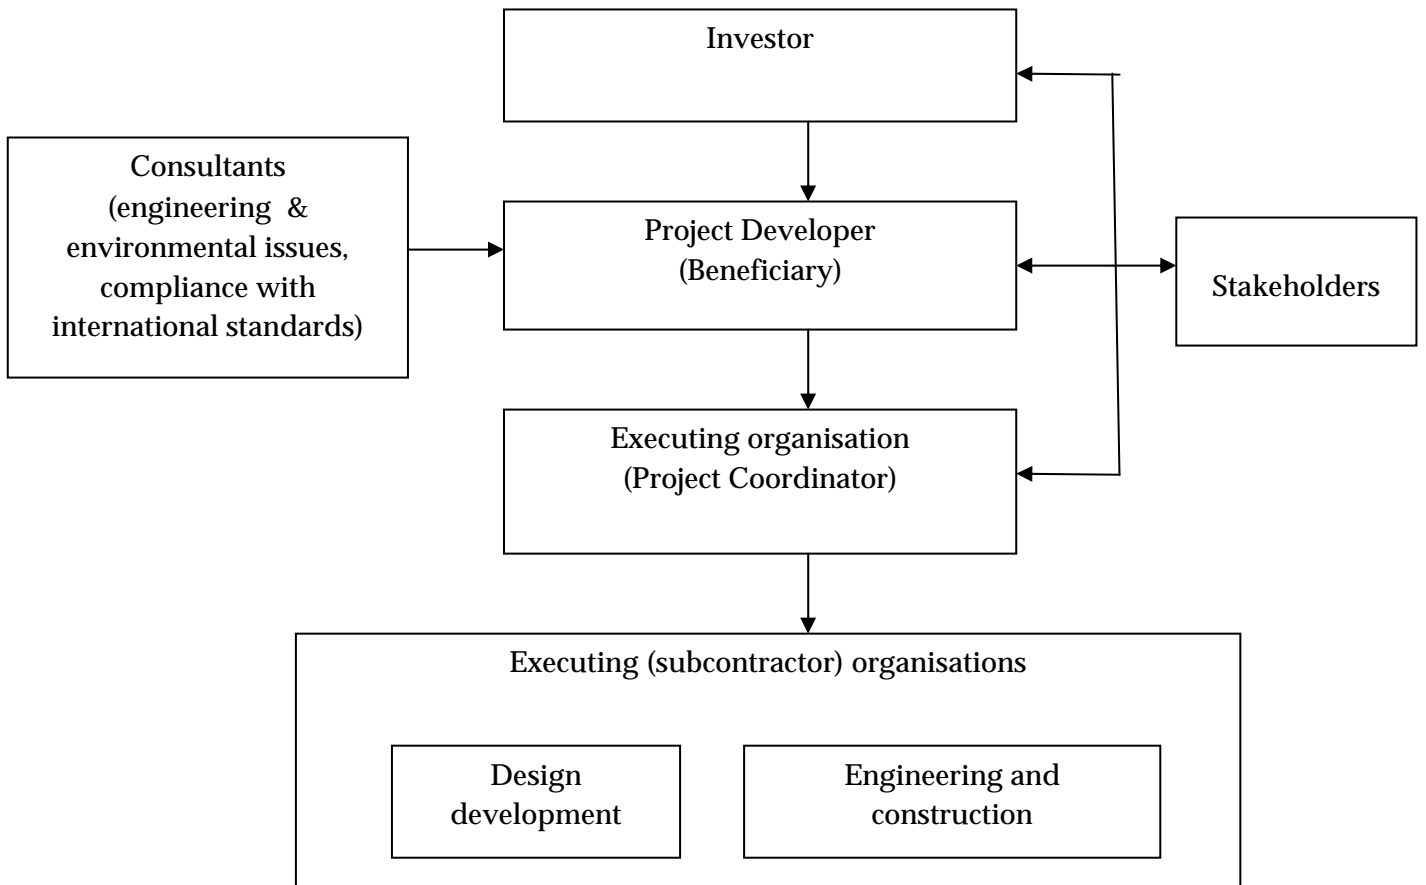 Investor
Consultants
(engineering & 
environmental issues,
compliance with
international standards)
Project Developer
(Beneficiary)
Stakeholders
Executing organisation
(Project Coordinator)
Executing (subcontractor) organisations
Design
development
Engineering and
construction